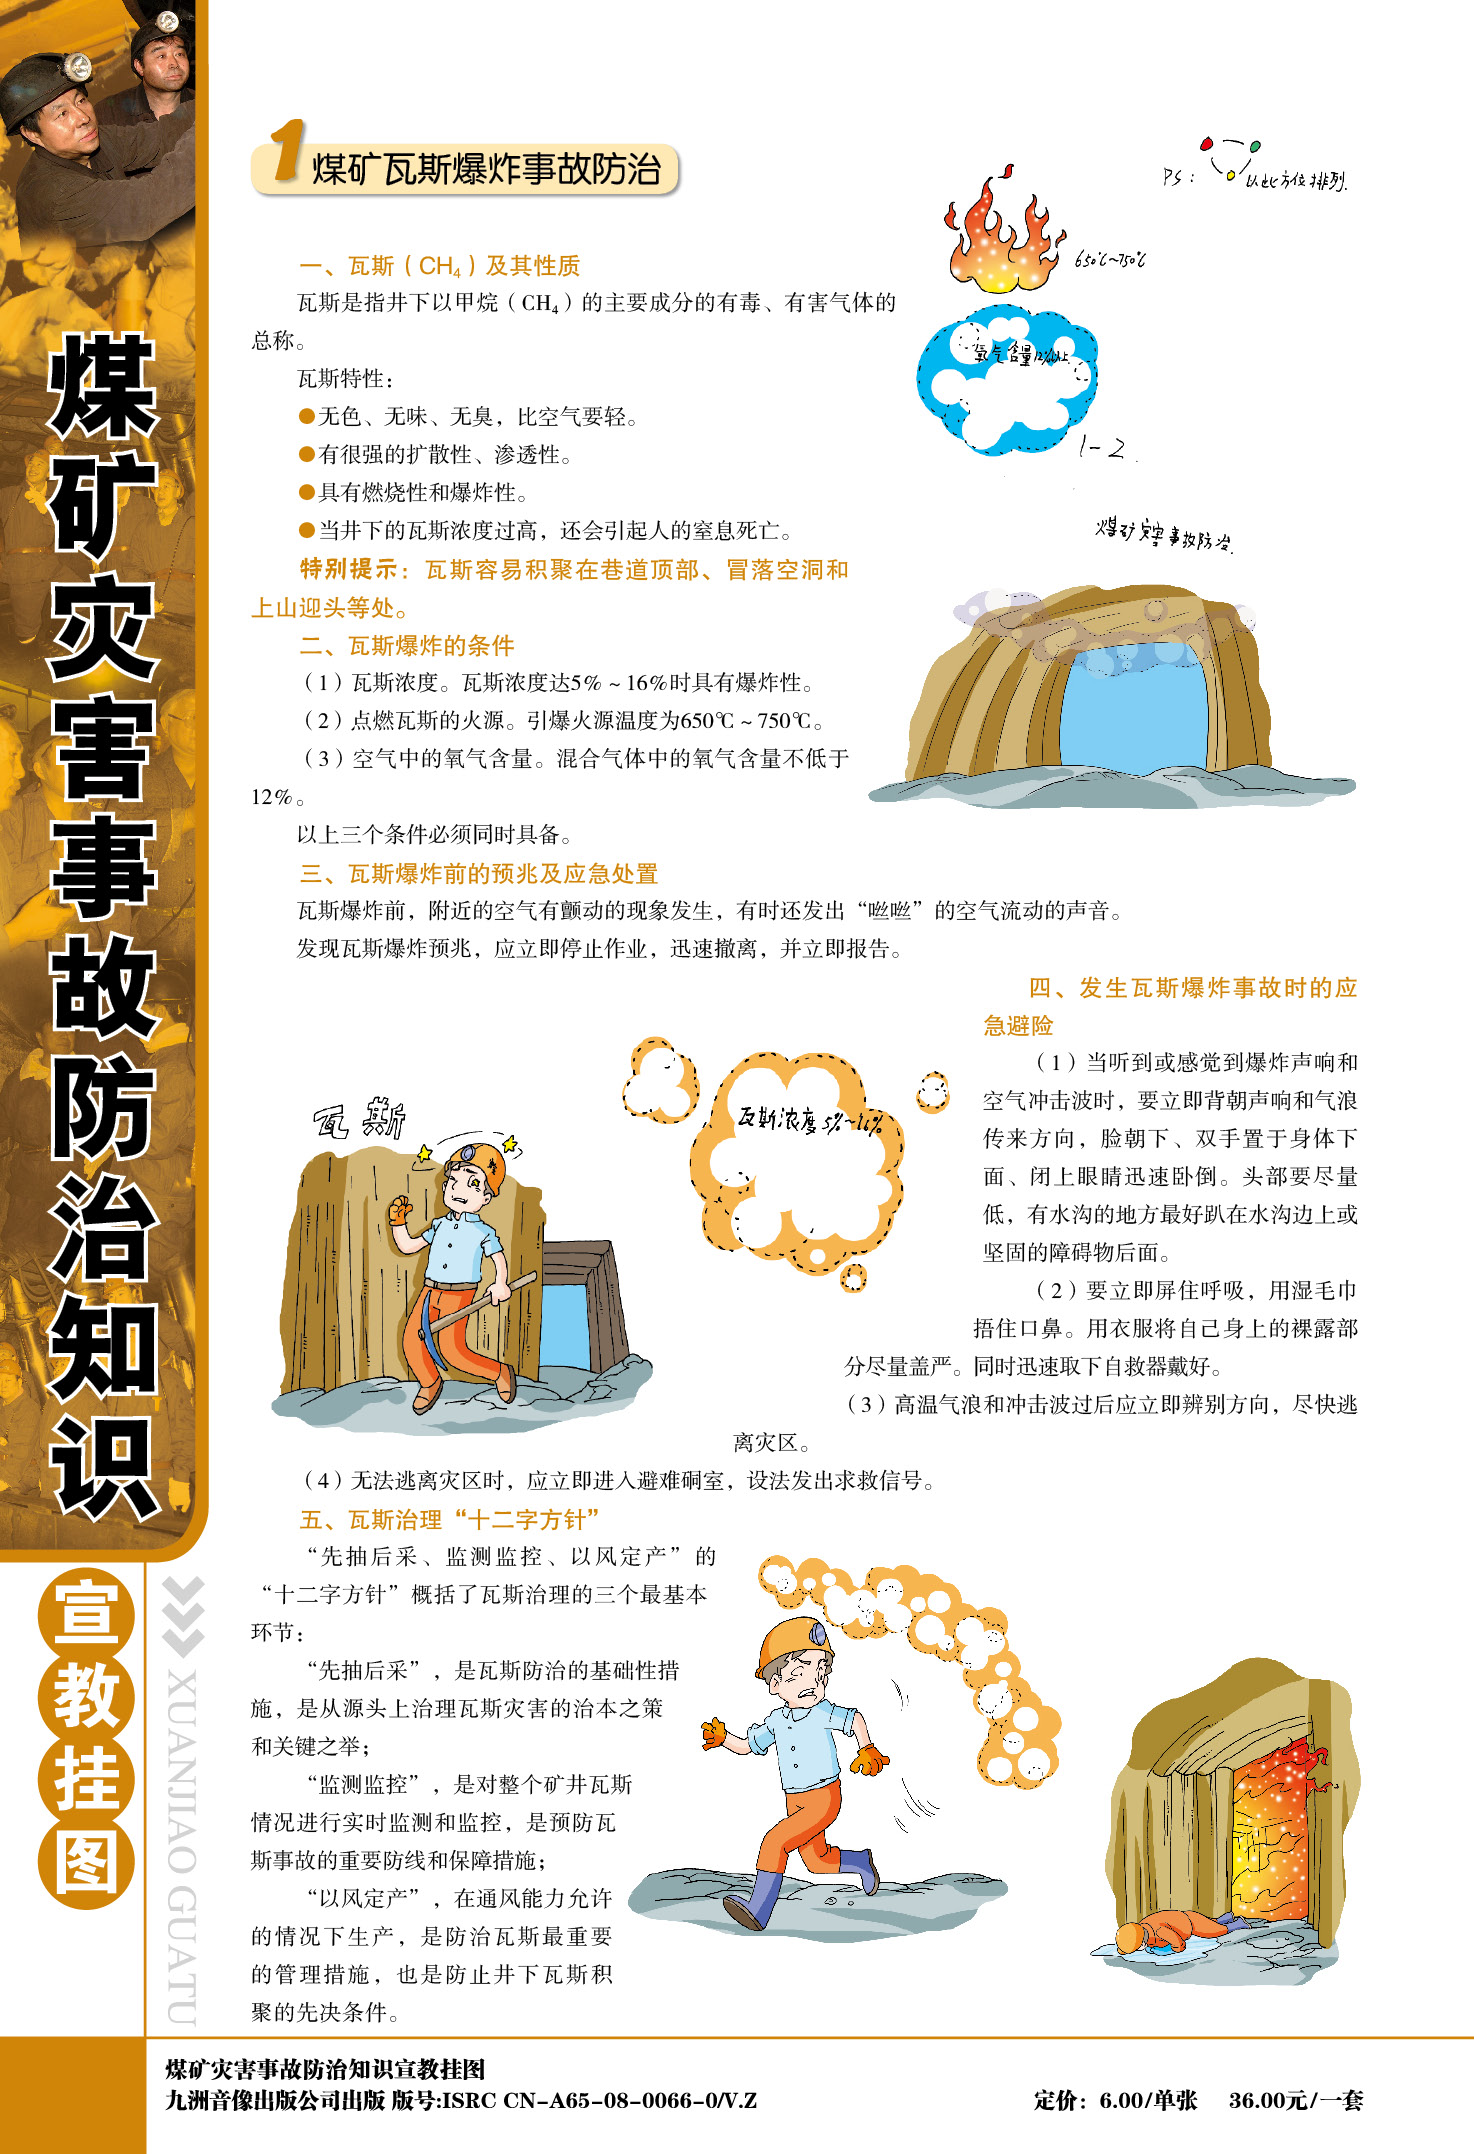 煤矿灾害事故防治知识
宣教挂图
XUANJIAO GUATU
1 煤矿瓦斯爆炸事故防治
PS: 以此方位排列.
650℃~750℃
氧气含量12%以上
1-2.
煤矿灾害事故防治.
一、瓦斯（CH₄）及其性质
瓦斯是指井下以甲烷（CH₄）的主要成分的有毒、有害气体的
总称。
瓦斯特性：
●无色、无味、无臭，比空气要轻。
●有很强的扩散性、渗透性。
●具有燃烧性和爆炸性。
●当井下的瓦斯浓度过高，还会引起人的窒息死亡。
特别提示：瓦斯容易积聚在巷道顶部、冒落空洞和
上山迎头等处。
二、瓦斯爆炸的条件
（1）瓦斯浓度。瓦斯浓度达5%～16%时具有爆炸性。
（2）点燃瓦斯的火源。引爆火源温度为650℃～750℃。
（3）空气中的氧气含量。混合气体中的氧气含量不低于
12%。
以上三个条件必须同时具备。
三、瓦斯爆炸前的预兆及应急处置
瓦斯爆炸前，附近的空气有颤动的现象发生，有时还发出“咝咝”的空气流动的声音。
发现瓦斯爆炸预兆，应立即停止作业，迅速撤离，并立即报告。
瓦斯
瓦斯浓度5%~16%
四、发生瓦斯爆炸事故时的应
急避险
（1）当听到或感觉到爆炸声响和
空气冲击波时，要立即背朝声响和气浪
传来方向，脸朝下、双手置于身体下
面、闭上眼睛迅速卧倒。头部要尽量
低，有水沟的地方最好趴在水沟边上或
坚固的障碍物后面。
（2）要立即屏住呼吸，用湿毛巾
捂住口鼻。用衣服将自己身上的裸露部
分尽量盖严。同时迅速取下自救器戴好。
（3）高温气浪和冲击波过后应立即辨别方向，尽快逃
离灾区。
（4）无法逃离灾区时，应立即进入避难硐室，设法发出求救信号。
五、瓦斯治理“十二字方针”
“先抽后采、监测监控、以风定产”的
“十二字方针”概括了瓦斯治理的三个最基本
环节：
“先抽后采”，是瓦斯防治的基础性措
施，是从源头上治理瓦斯灾害的治本之策
和关键之举；
“监测监控”，是对整个矿井瓦斯
情况进行实时监测和监控，是预防瓦
斯事故的重要防线和保障措施；
“以风定产”，在通风能力允许
的情况下生产，是防治瓦斯最重要
的管理措施，也是防止井下瓦斯积
聚的先决条件。
煤矿灾害事故防治知识宣教挂图
九洲音像出版公司出版 版号:ISRC CN-A65-08-0066-0/V.Z
定价：6.00/单张 36.00元/一套